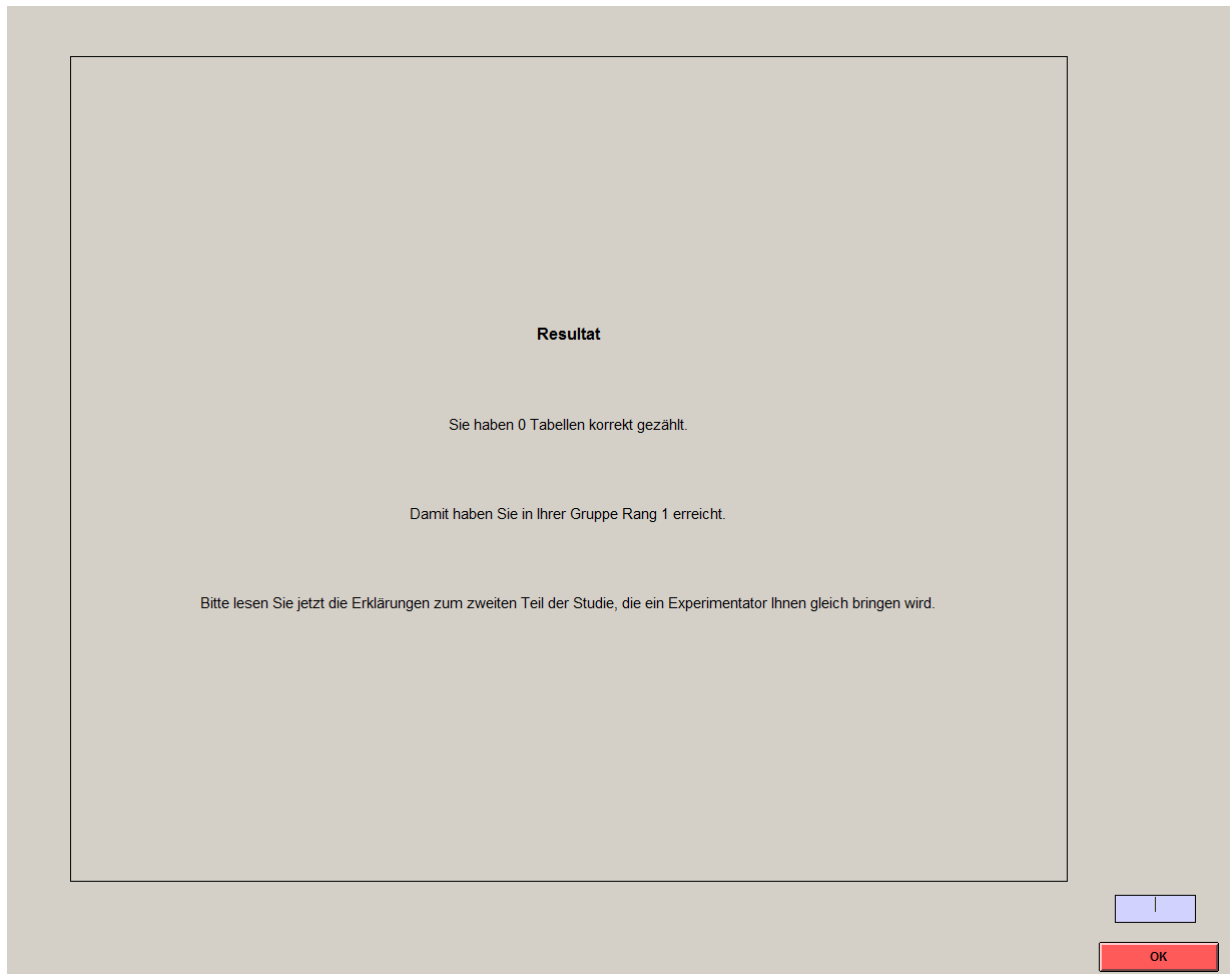 Resultat
Sie haben 0 Tabellen korrekt gezählt.
Damit haben Sie in Ihrer Gruppe Rang 1 erreicht.
Bitte lesen Sie jetzt die Erklärungen zum zweiten Teil der Studie, die ein Experimentator Ihnen gleich bringen wird.
OK